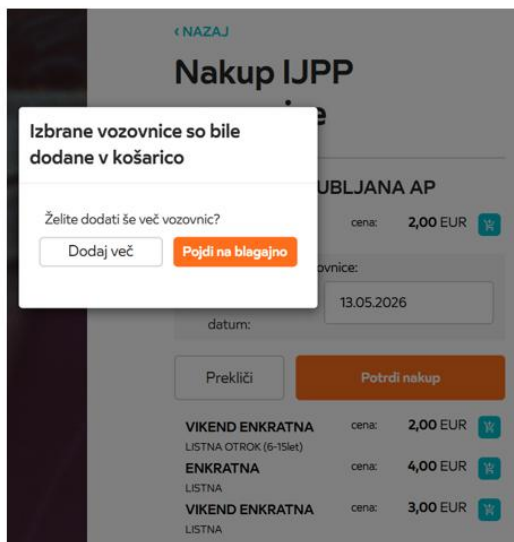 ‹ NAZAJ
Nakup IJPP
Izbrane vozovnice so bile
dodane v košarico
UBLJANA AP
Želite dodati še več vozovnic?
cena: 2,00 EUR
Dodaj več Pojdi na blagajno
ovnice:
13.05.2026
datum:
Prekliči Potrdi nakup
VIKEND ENKRATNA cena: 2,00 EUR
LISTNA OTROK (6-15let)
ENKRATNA cena: 4,00 EUR
LISTNA
VIKEND ENKRATNA cena: 3,00 EUR
LISTNA